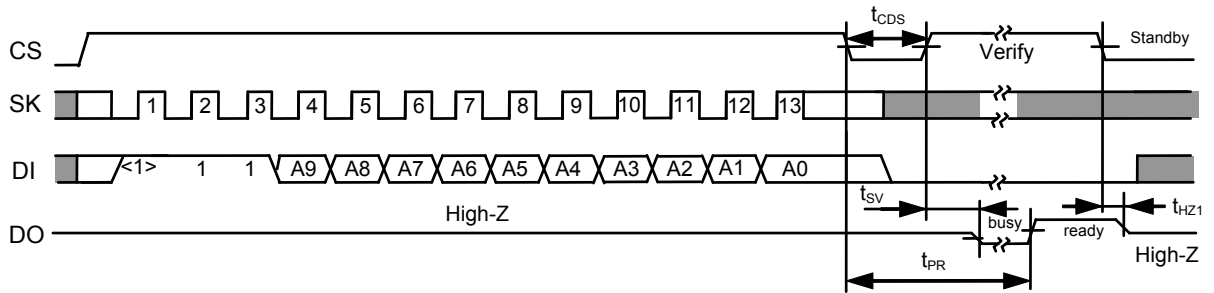 tCDS
CS Verify Standby
SK 1 2 3 4 5 6 7 8 9 10 11 12 13
DI <1> 1 1 A9 A8 A7 A6 A5 A4 A3 A2 A1 A0
tSV tHZ1
High-Z busy ready
DO High-Z
tPR